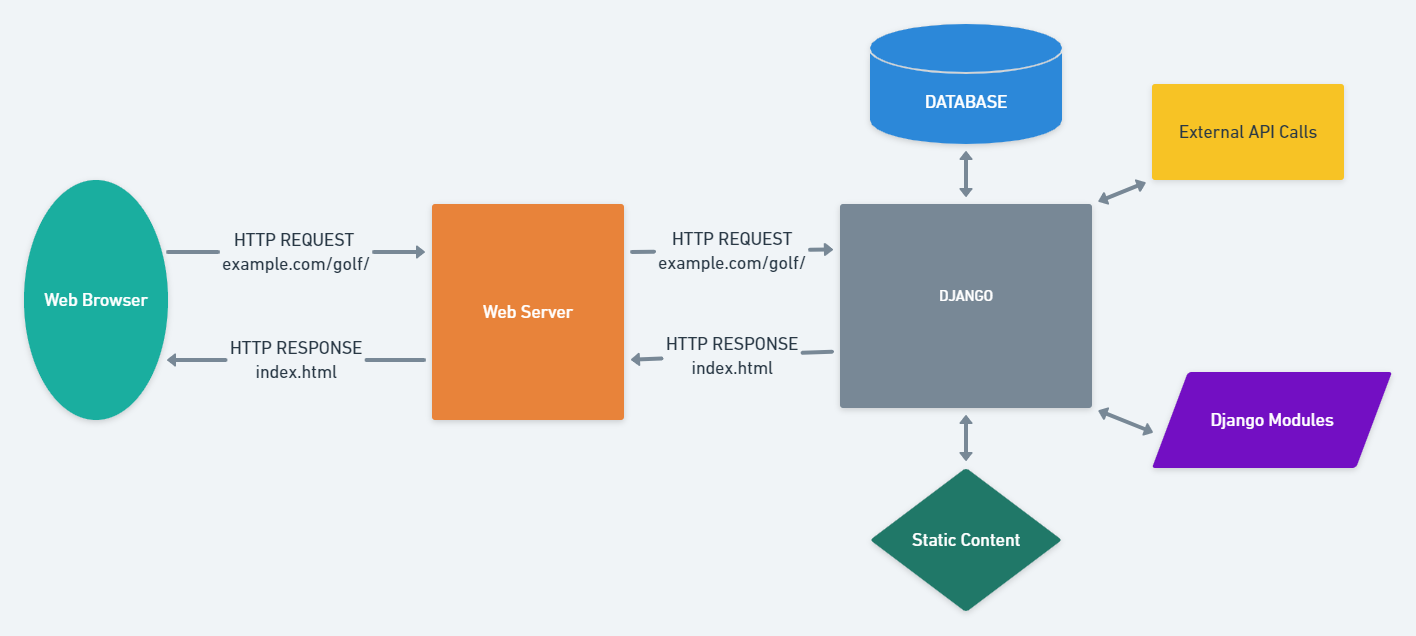 DATABASE
External API Calls
HTTP REQUEST
example.com/golf/
HTTP REQUEST
example.com/golf/
Web Browser
Web Server
DJANGO
HTTP RESPONSE
index.html
HTTP RESPONSE
index.html
Django Modules
Static Content